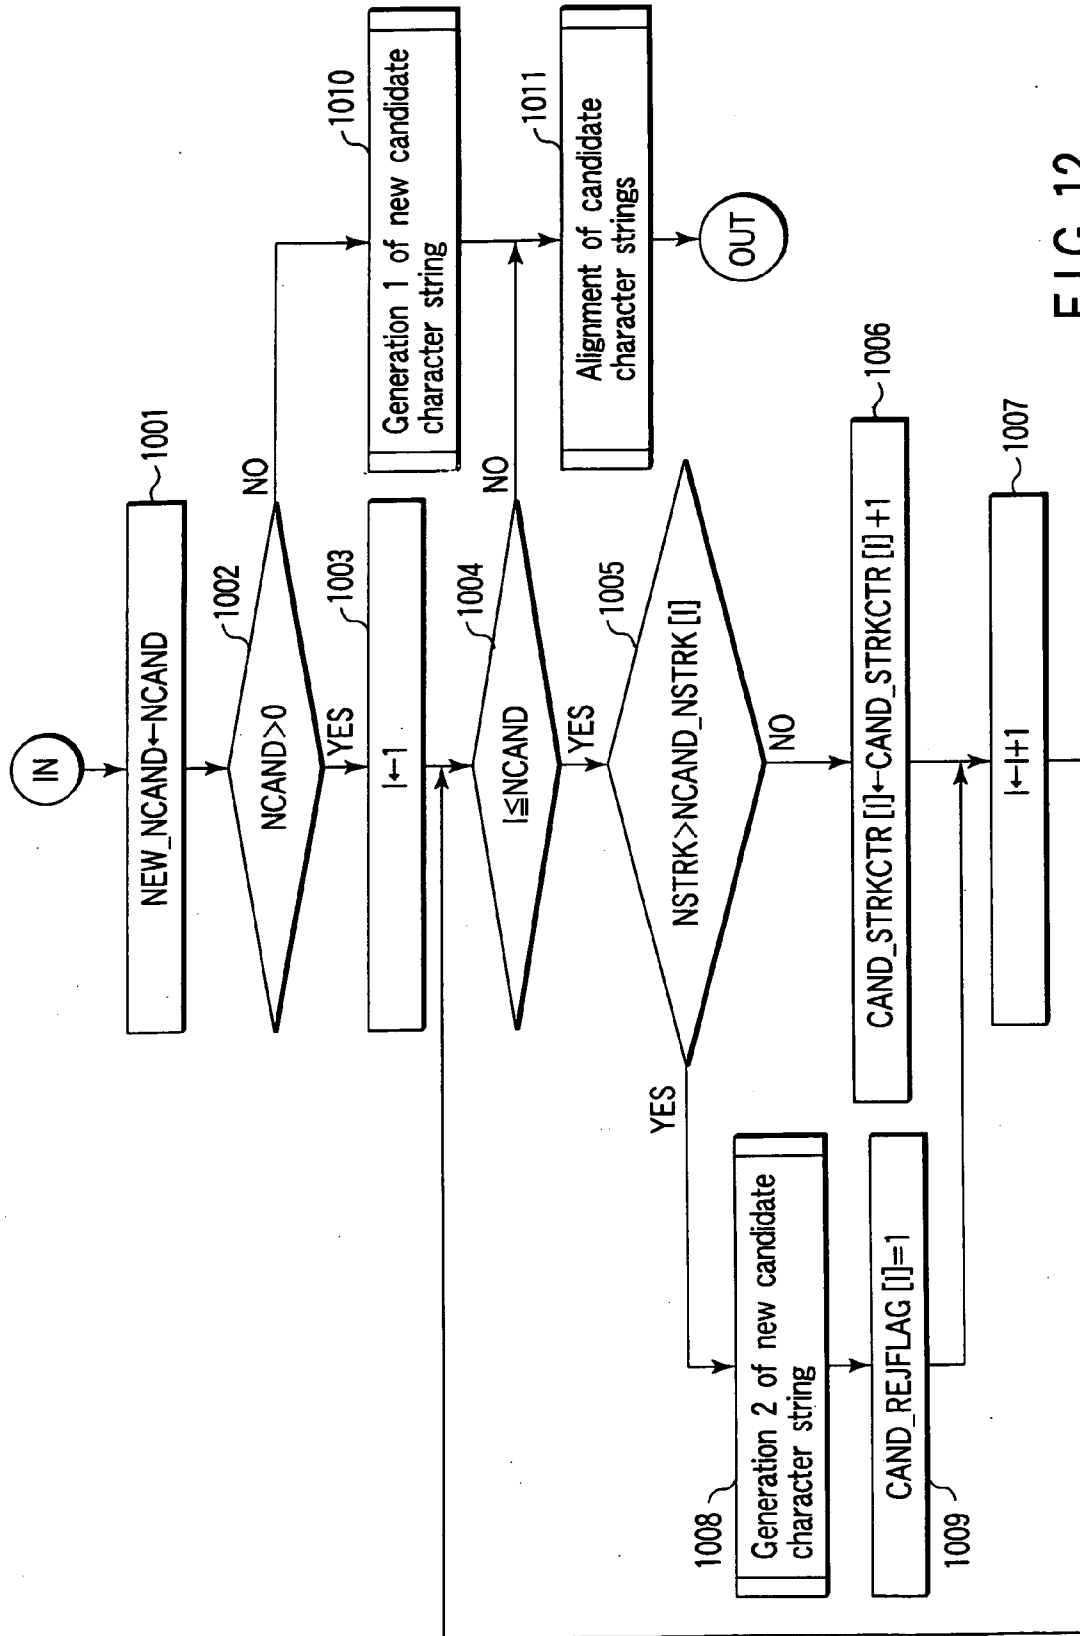 IN
NEW_NCAND←NCAND
1001
NCAND>0
1002
NO
YES
I←1
1003
I≦NCAND
1004
NO
YES
NSTRK>NCAND_NSTRK [I]
1005
YES
NO
CAND_STRKCTR [I]←CAND_STRKCTR [I]+1
1006
I←I+1
1007
Generation 2 of new candidate
character string
1008
CAND_REJFLAG [I]=1
1009
Generation 1 of new candidate
character string
1010
Alignment of candidate
character strings
1011
OUT
FIG. 12